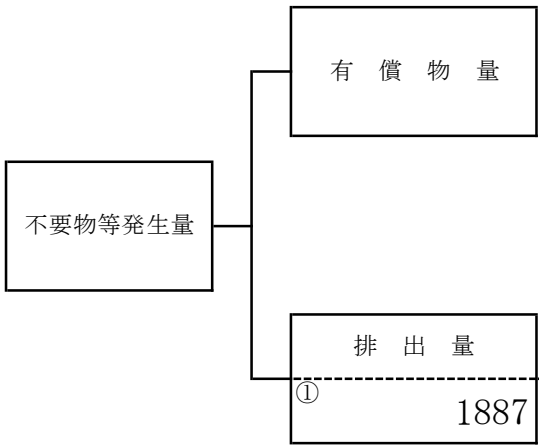 有償物量
不要物等発生量
排出量
①
1887